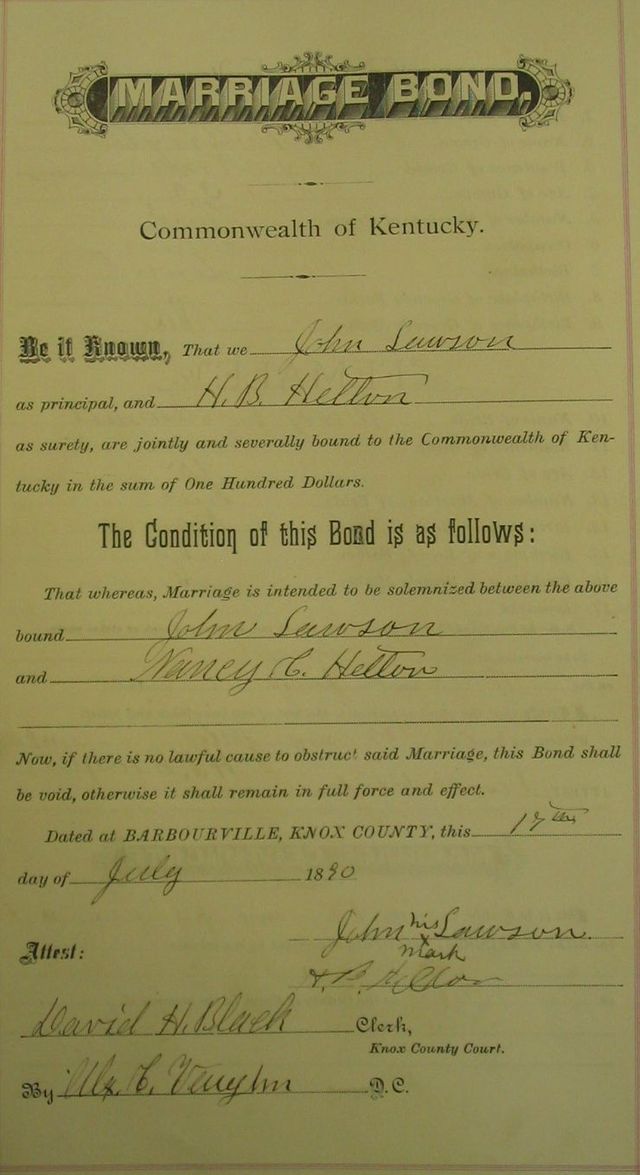 MARRIAGE BOND.
Commonwealth of Kentucky.
Be it Known, That we John Lawson
as principal, and H. B. Helton
as surety, are jointly and severally bound to the Commonwealth of Ken-
tucky in the sum of One Hundred Dollars.
The Condition of this Bond is as follows:
That whereas, Marriage is intended to be solemnized between the above
bound John Lawson
and Nancy C. Helton
Now, if there is no lawful cause to obstruct said Marriage, this Bond shall
be void, otherwise it shall remain in full force and effect.
Dated at BARBOURVILLE, KNOX COUNTY, this 17th
day of July 1890
John his Lawson
Attest: mark
H. B. Helton
David H. Black Clerk,
Knox County Court.
By C. Vaughn D.C.